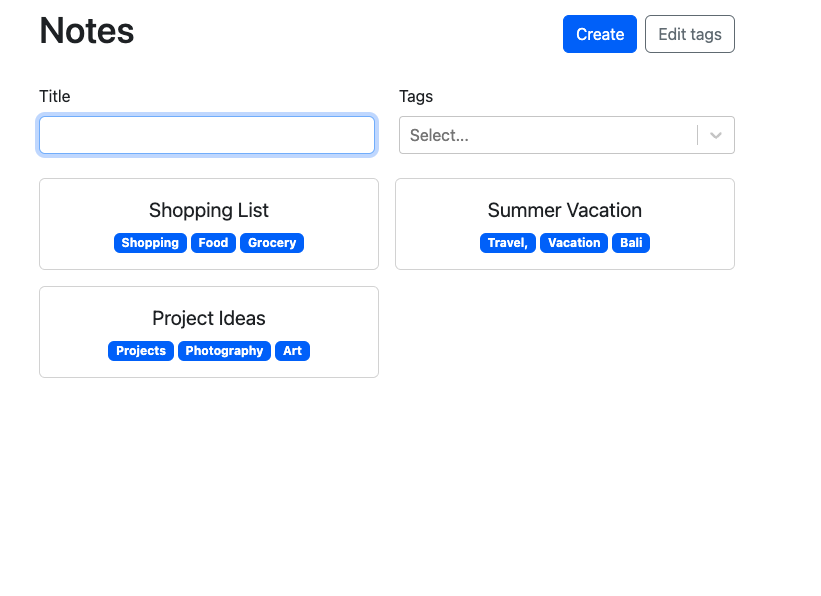 Notes
Create
Edit tags
Title
Tags
Select...
Shopping List
Shopping Food Grocery
Summer Vacation
Travel, Vacation Bali
Project Ideas
Projects Photography Art